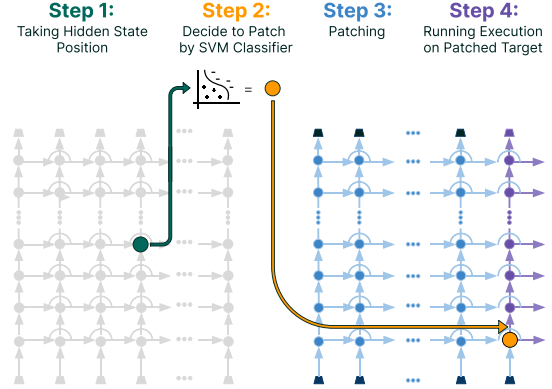 Step 1:
Taking Hidden State
Position
Step 2:
Decide to Patch
by SVM Classifier
Step 3:
Patching
Step 4:
Running Execution
on Patched Target
=